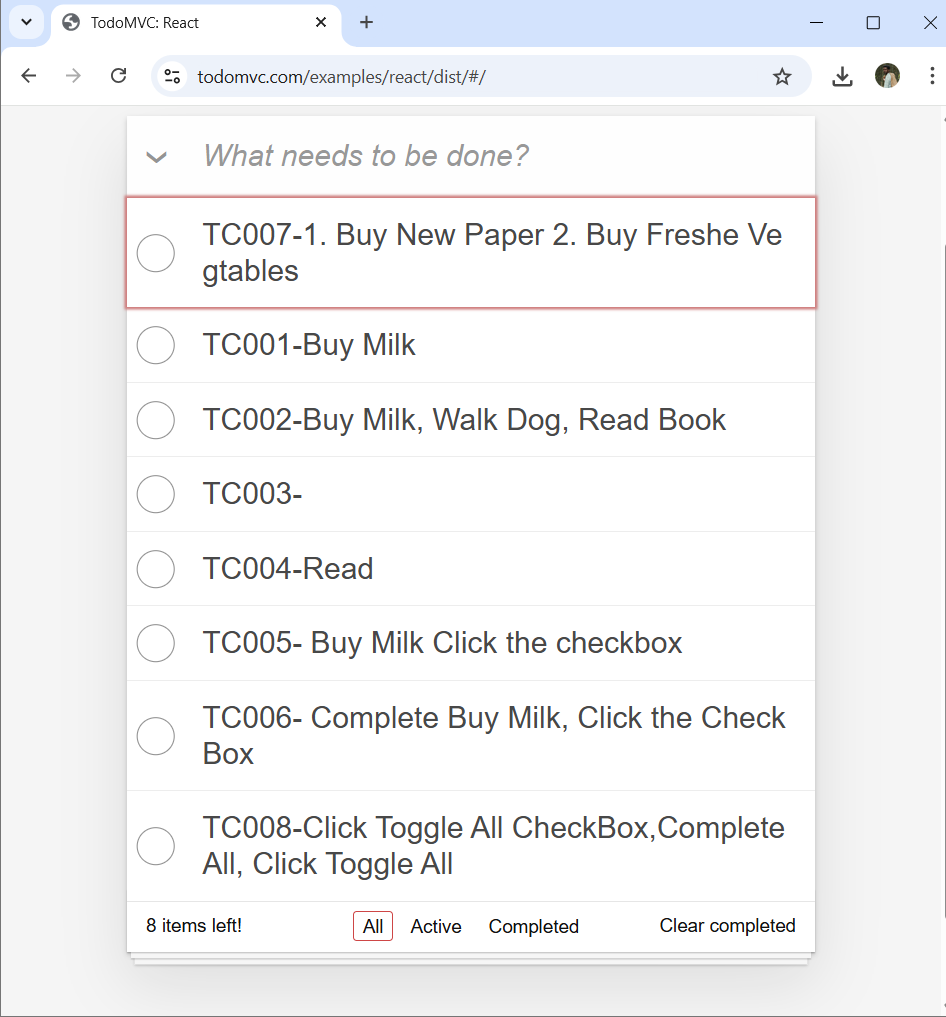 TodoMVC: React
todomvc.com/examples/react/dist/#/
What needs to be done?
TC007-1. Buy New Paper 2. Buy Freshe Ve
gtables
TC001-Buy Milk
TC002-Buy Milk, Walk Dog, Read Book
TC003-
TC004-Read
TC005- Buy Milk Click the checkbox
TC006- Complete Buy Milk, Click the Check
Box
TC008-Click Toggle All CheckBox,Complete
All, Click Toggle All
8 items left! All Active Completed Clear completed